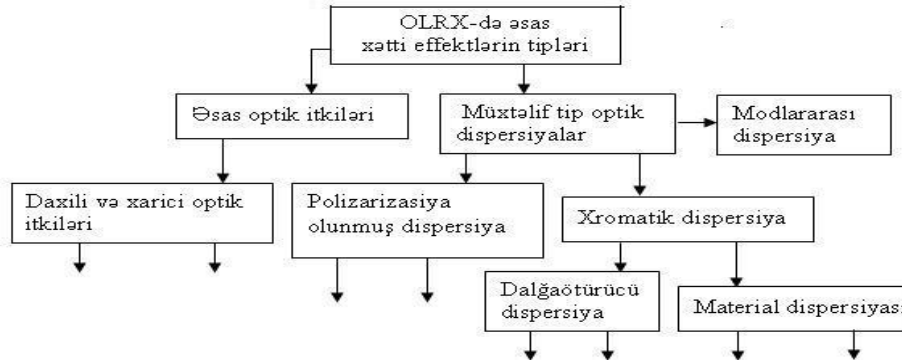 OLRX-də əsas
xətti effektlərin tipləri
Əsas optik itkiləri
Müxtəlif tip optik
dispersiyalar
Modlararası
dispersiya
Daxili və xarici optik
itkiləri
Polizarizasiya
olunmuş dispersiya
Xromatik dispersiya
Dalğaötürücü
dispersiya
Material dispersiyası